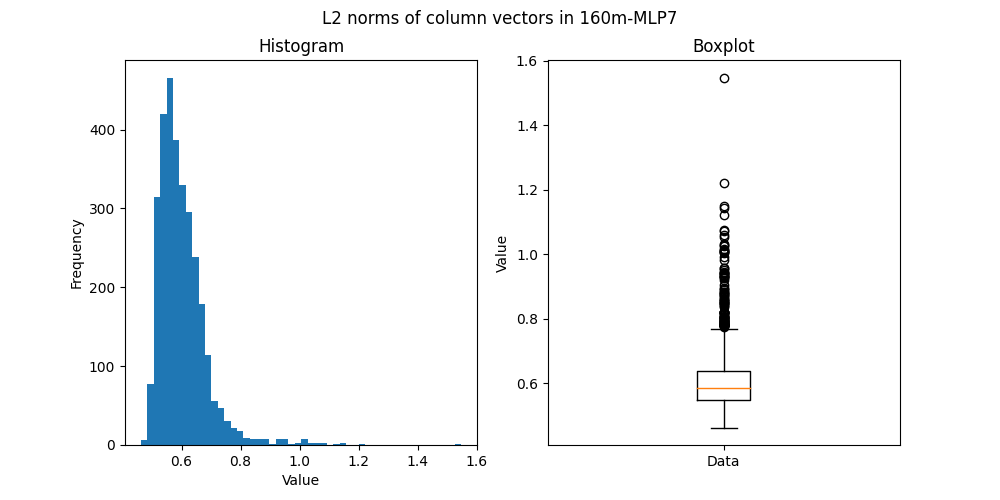 L2 norms of column vectors in 160m-MLP7
Histogram
Frequency
400
300
200
100
0
0.6 0.8 1.0 1.2 1.4 1.6
Value
Boxplot
Value
1.6
1.4
1.2
1.0
0.8
0.6
Data